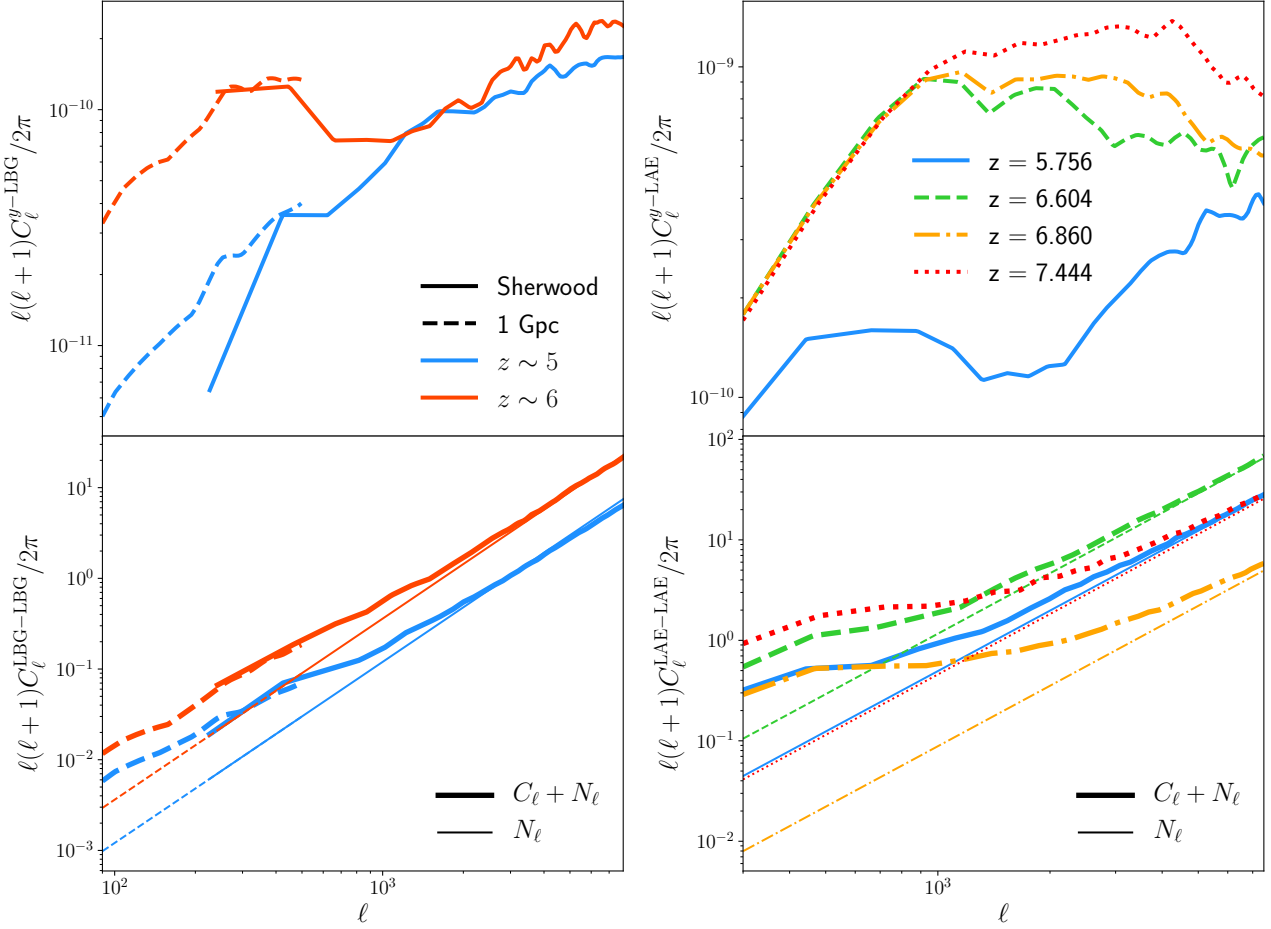 ℓ(ℓ + 1)C_ℓ^{y−LBG}/2π
10^{-10}
10^{-11}
Sherwood
1 Gpc
z ∼ 5
z ∼ 6
ℓ(ℓ + 1)C_ℓ^{y−LAE}/2π
10^{-9}
10^{-10}
z = 5.756
z = 6.604
z = 6.860
z = 7.444
ℓ(ℓ + 1)C_ℓ^{LBG−LBG}/2π
10^1
10^0
10^{-1}
10^{-2}
10^{-3}
C_ℓ + N_ℓ
N_ℓ
10^2
10^3
ℓ
ℓ(ℓ + 1)C_ℓ^{LAE−LAE}/2π
10^2
10^1
10^0
10^{-1}
10^{-2}
C_ℓ + N_ℓ
N_ℓ
10^3
ℓ